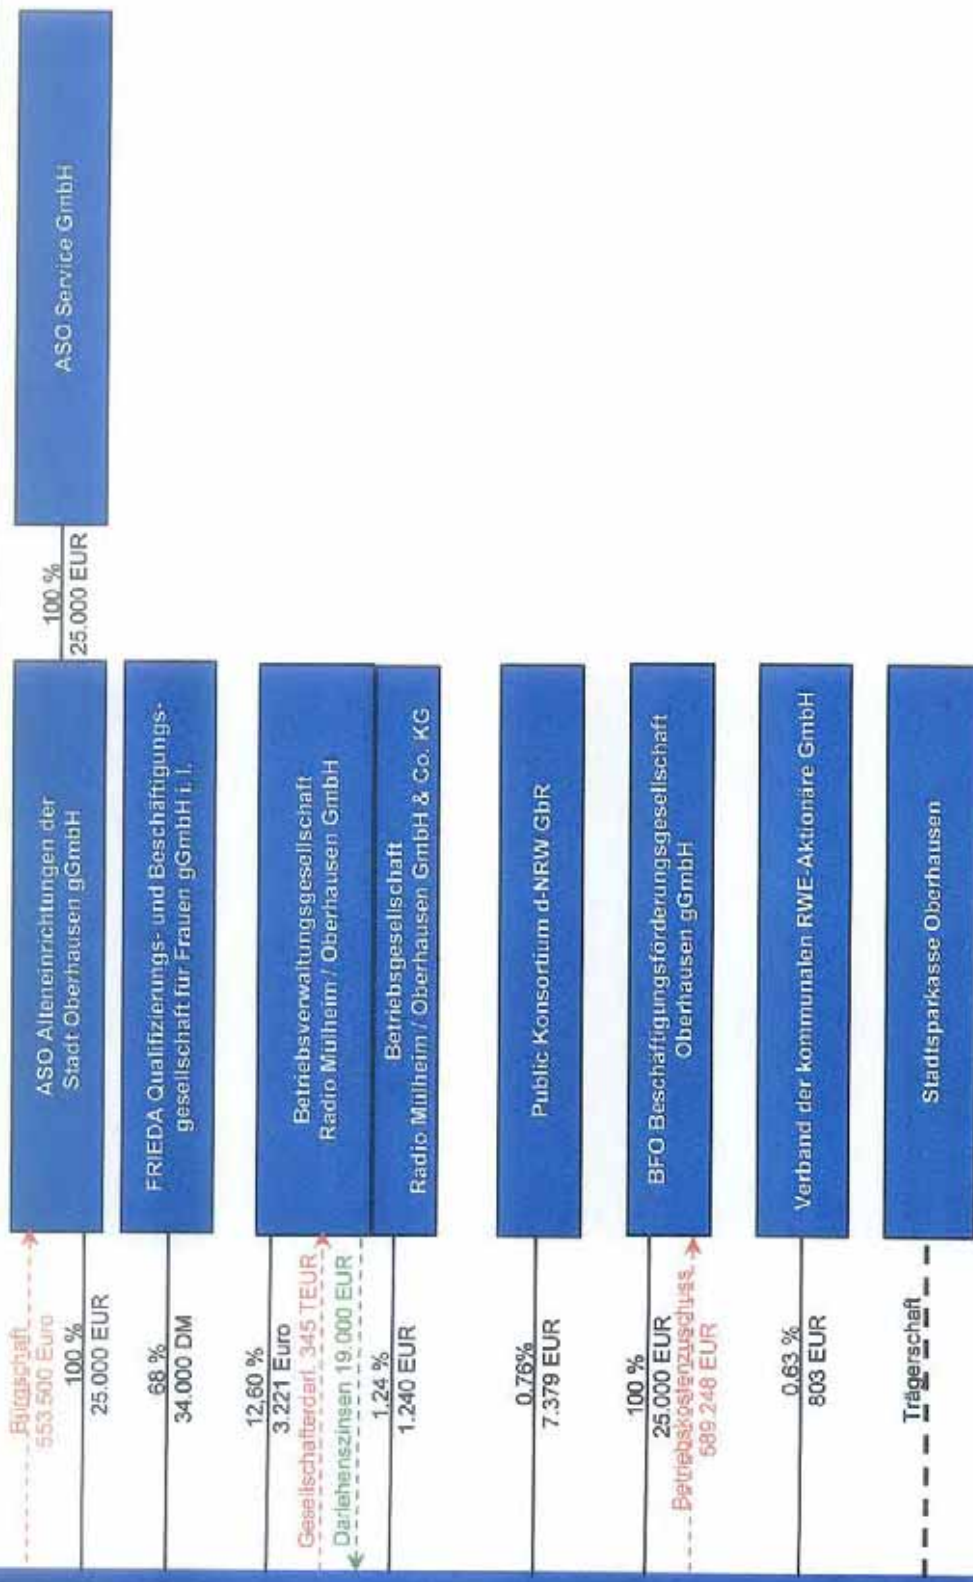 Bürgschaft
553.500 Euro
100 %
25.000 EUR
ASO Alteneinrichtungen der
Stadt Oberhausen gGmbH
100 %
25.000 EUR
ASO Service GmbH
68 %
34.000 DM
FRIEDA Qualifizierungs- und Beschäftigungs-
gesellschaft für Frauen gGmbH i. l.
12,60 %
3.221 Euro
Gesellschafterdarl. 345 TEUR
Darlehenszinsen 19.000 EUR
Betriebsverwaltungsgesellschaft
Radio Mülheim / Oberhausen GmbH
1,24 %
1.240 EUR
Betriebsgesellschaft
Radio Mülheim / Oberhausen GmbH & Co. KG
0,76%
7.379 EUR
Public Konsortium d-NRW GbR
100 %
25.000 EUR
Betriebskostenzuschuss
589.248 EUR
BFO Beschäftigungsförderungsgesellschaft
Oberhausen gGmbH
0,63 %
803 EUR
Verband der kommunalen RWE-Aktionäre GmbH
Trägerschaft
Stadtsparkasse Oberhausen